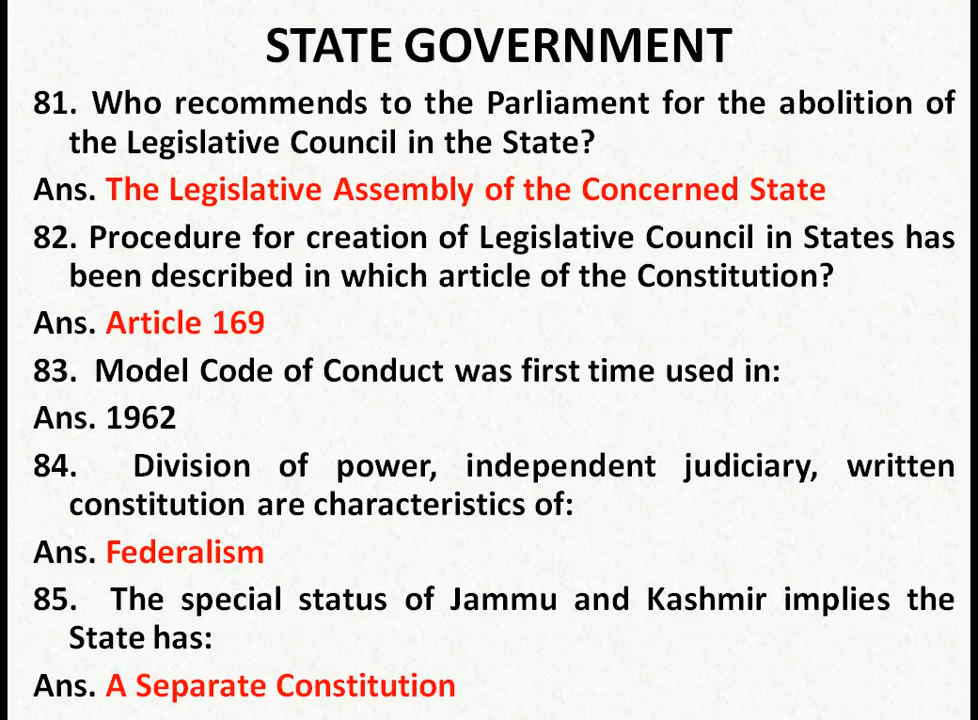 STATE GOVERNMENT
81. Who recommends to the Parliament for the abolition of
the Legislative Council in the State?
Ans. The Legislative Assembly of the Concerned State
82. Procedure for creation of Legislative Council in States has
been described in which article of the Constitution?
Ans. Article 169
83. Model Code of Conduct was first time used in:
Ans. 1962
84. Division of power, independent judiciary, written
constitution are characteristics of:
Ans. Federalism
85. The special status of Jammu and Kashmir implies the
State has:
Ans. A Separate Constitution